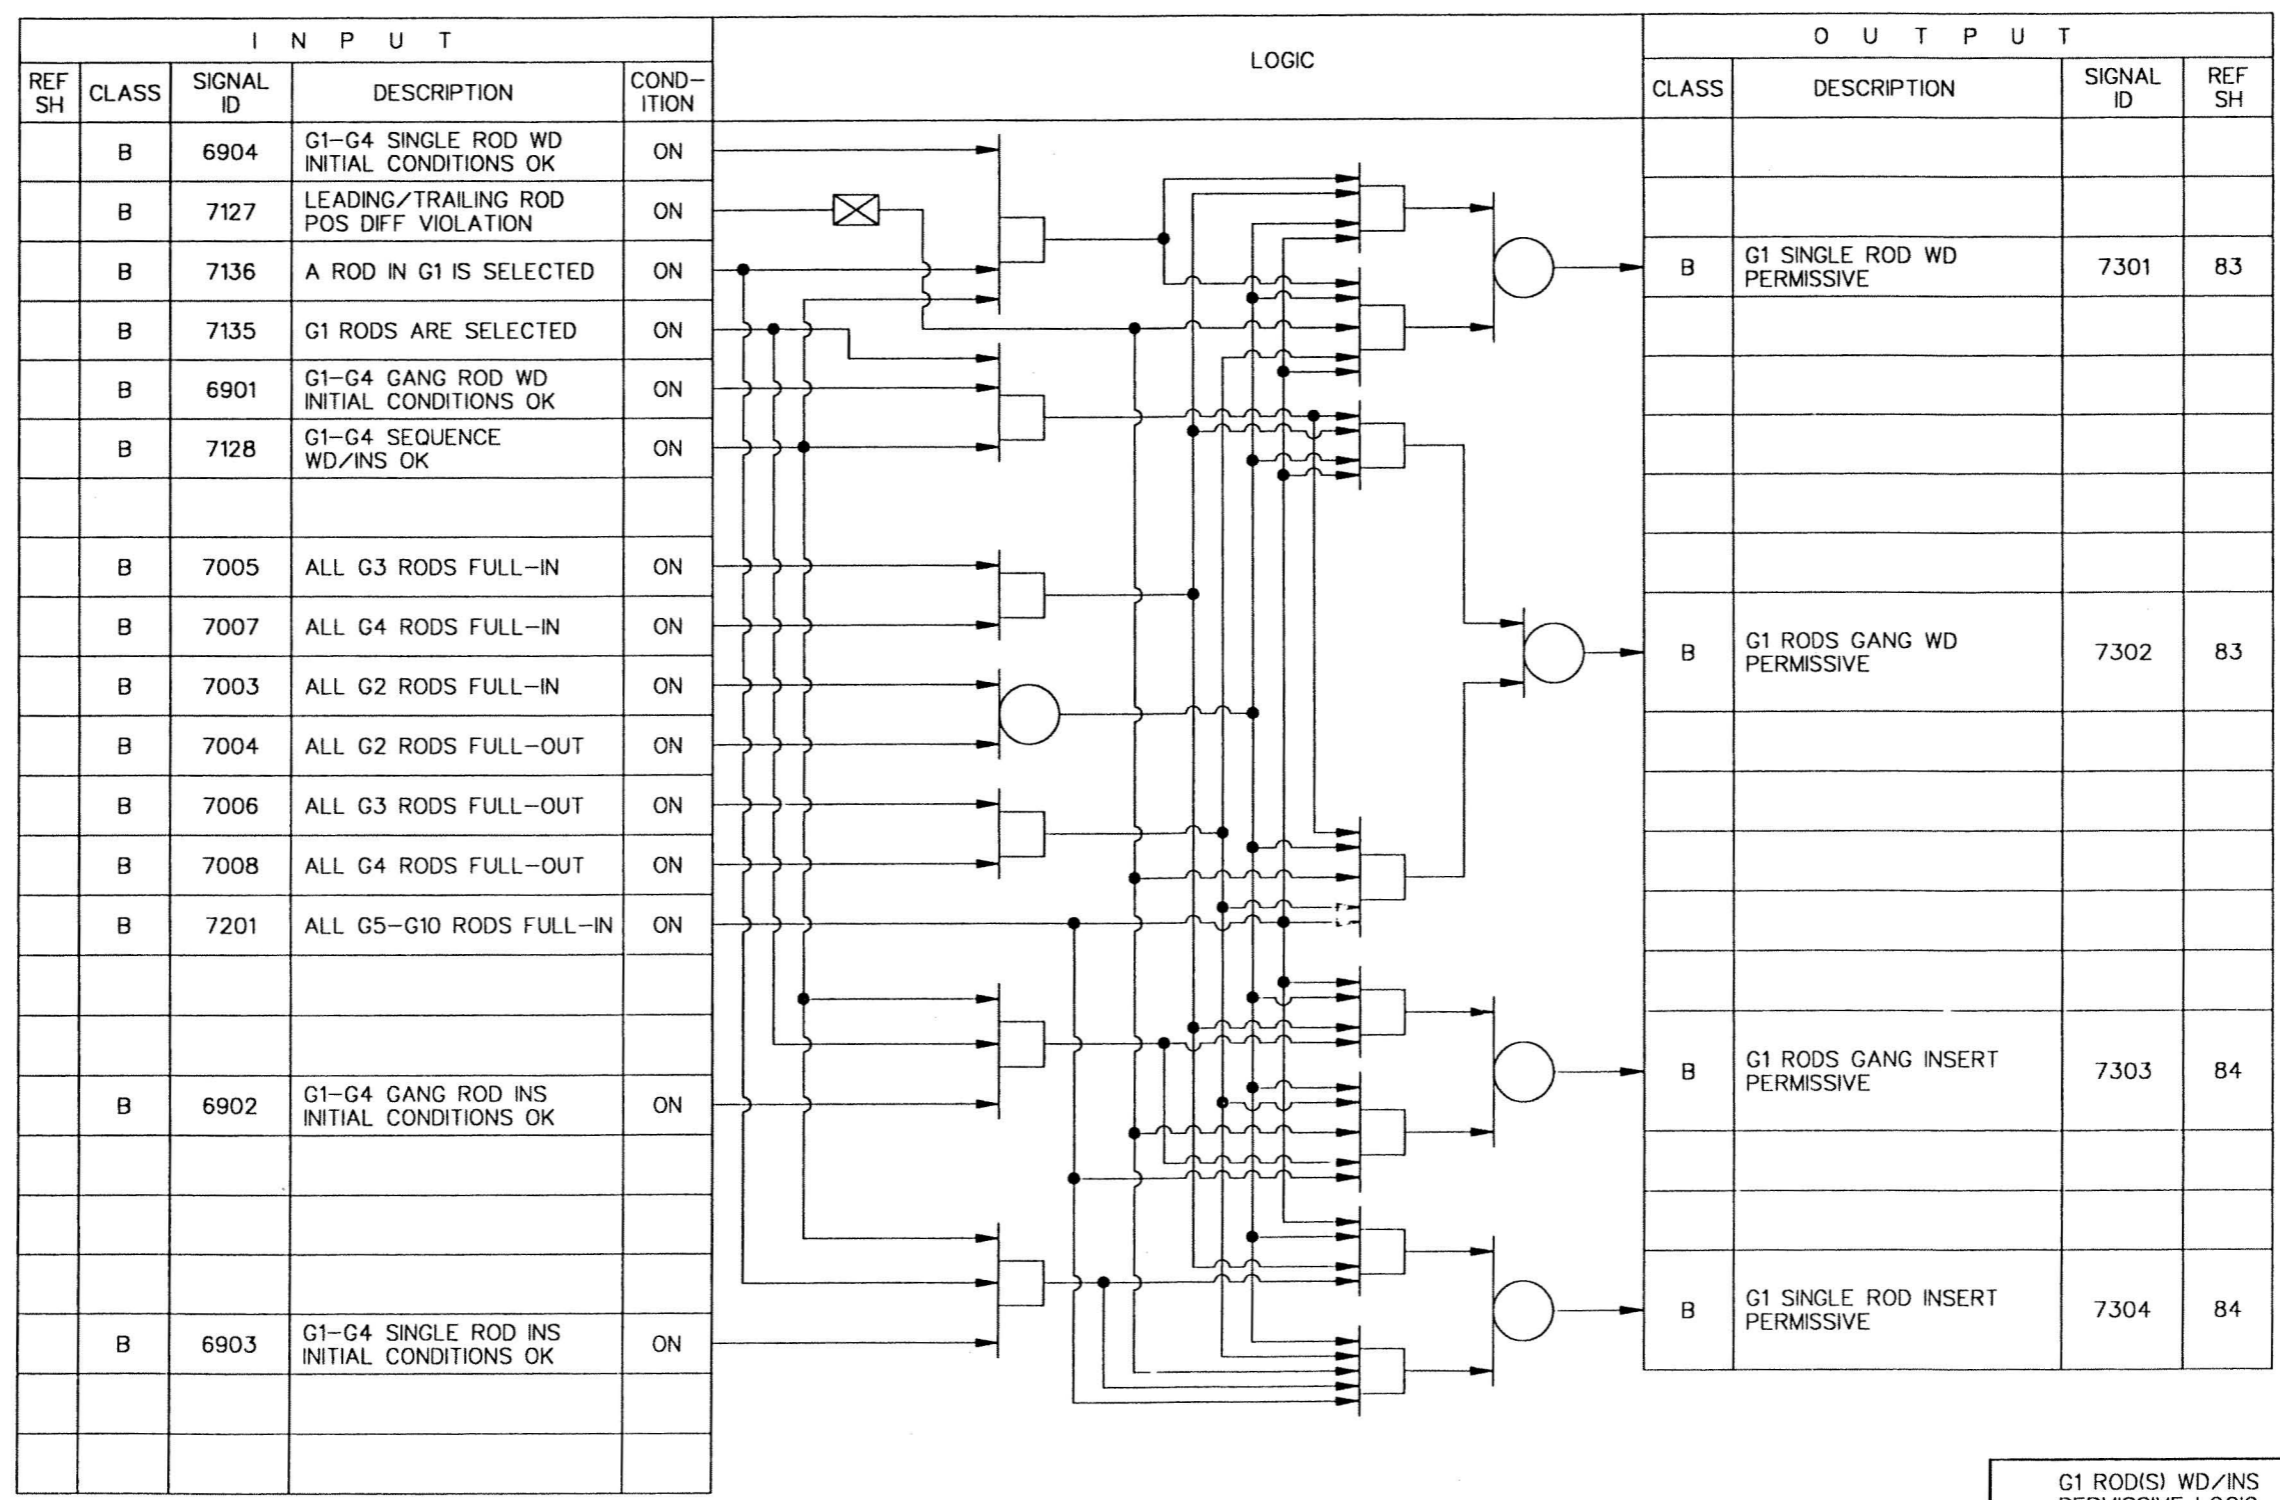 I N P U T
LOGIC
O U T P U T
REF SH
CLASS
SIGNAL ID
DESCRIPTION
COND-ITION
CLASS
DESCRIPTION
SIGNAL ID
REF SH
B 6904 G1-G4 SINGLE ROD WD ON
INITIAL CONDITIONS OK
B 7127 LEADING/TRAILING ROD ON
POS DIFF VIOLATION
B 7136 A ROD IN G1 IS SELECTED ON
B G1 SINGLE ROD WD 7301 83
PERMISSIVE
B 7135 G1 RODS ARE SELECTED ON
B 6901 G1-G4 GANG ROD WD ON
INITIAL CONDITIONS OK
B 7128 G1-G4 SEQUENCE ON
WD/INS OK
B 7005 ALL G3 RODS FULL-IN ON
B 7007 ALL G4 RODS FULL-IN ON
B G1 RODS GANG WD 7302 83
PERMISSIVE
B 7003 ALL G2 RODS FULL-IN ON
B 7004 ALL G2 RODS FULL-OUT ON
B 7006 ALL G3 RODS FULL-OUT ON
B 7008 ALL G4 RODS FULL-OUT ON
B 7201 ALL G5-G10 RODS FULL-IN ON
B G1 RODS GANG INSERT 7303 84
PERMISSIVE
B 6902 G1-G4 GANG ROD INS ON
INITIAL CONDITIONS OK
B G1 SINGLE ROD INSERT 7304 84
PERMISSIVE
B 6903 G1-G4 SINGLE ROD INS ON
INITIAL CONDITIONS OK
G1 ROD(S) WD/INS
PERMISSIVE LOGIC